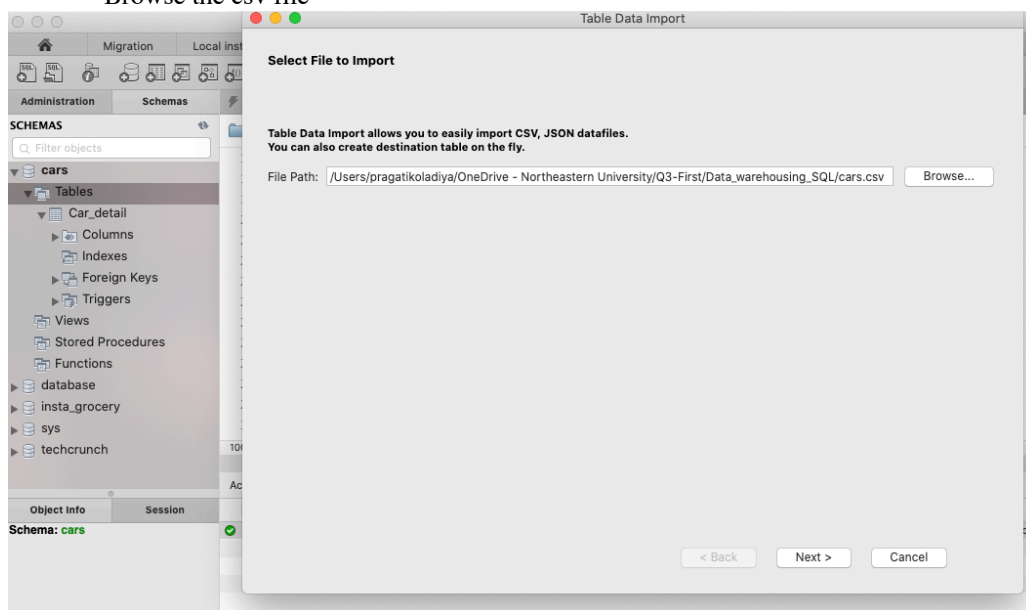 Browse the csv file
Table Data Import
Migration Local inst
Administration Schemas
SCHEMAS
Filter objects
cars
Tables
Car_detail
Columns
Indexes
Foreign Keys
Triggers
Views
Stored Procedures
Functions
database
insta_grocery
sys
techcrunch
Object Info Session
Schema: cars
Select File to Import
Table Data Import allows you to easily import CSV, JSON datafiles.
You can also create destination table on the fly.
File Path: /Users/pragatikoladiya/OneDrive - Northeastern University/Q3-First/Data_warehousing_SQL/cars.csv Browse...
< Back Next > Cancel